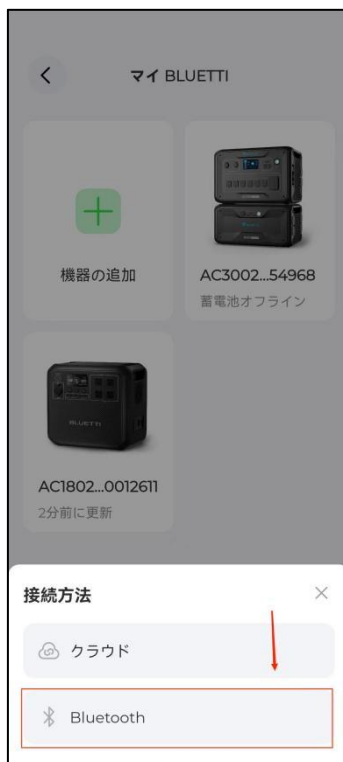 マイ BLUETTI
機器の追加
AC3002...54968
蓄電池オフライン
BLUETTI
AC1802...0012611
2分前に更新
接続方法
クラウド
Bluetooth